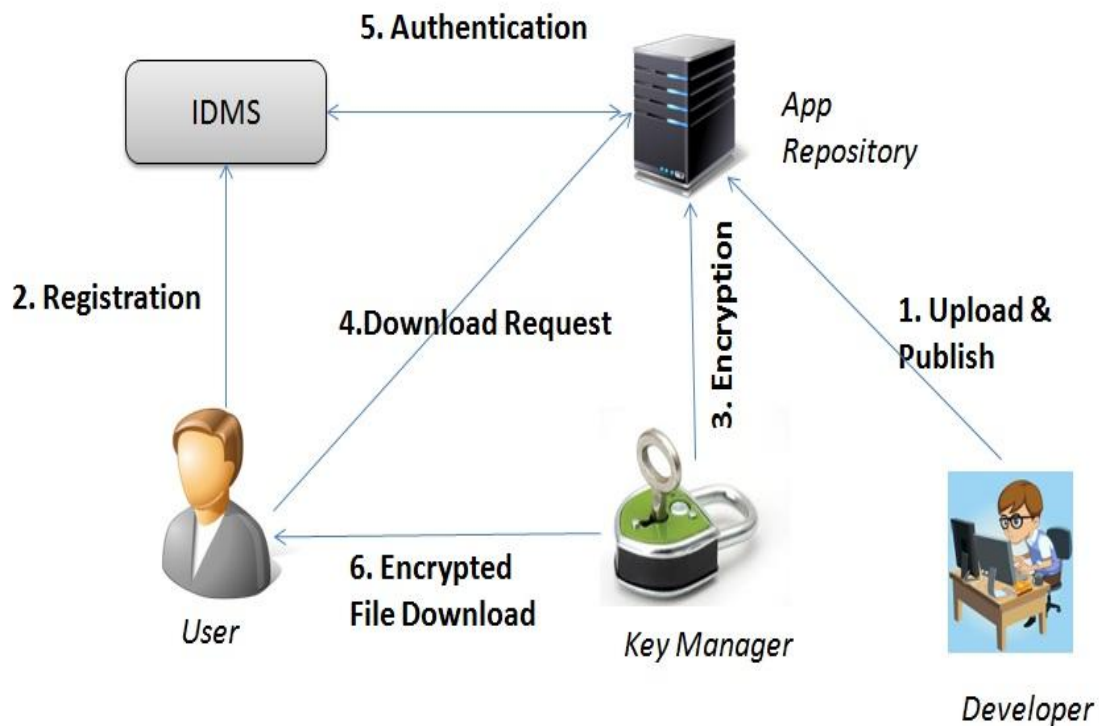 5. Authentication
IDMS
App
Repository
2. Registration
4.Download Request
3. Encryption
1. Upload &
Publish
6. Encrypted
File Download
User
Key Manager
Developer